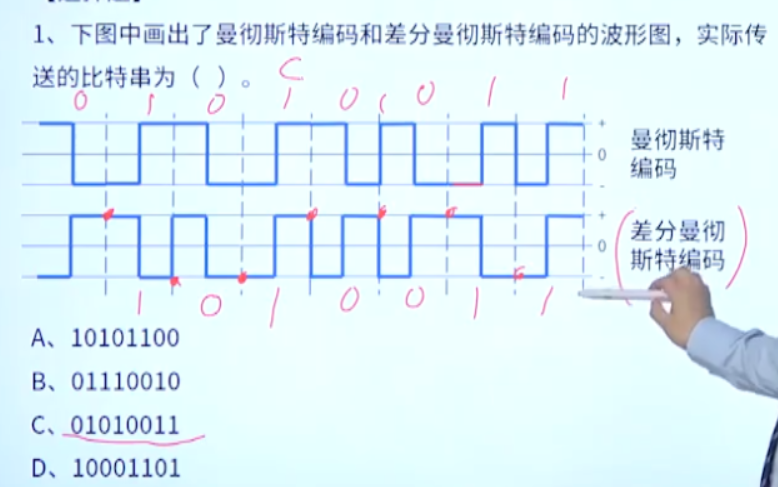 1、下图中画出了曼彻斯特编码和差分曼彻斯特编码的波形图，实际传
送的比特串为（ ）。 C
0 1 0 1 0 0 1 1
+
0
-
曼彻斯特
编码
+
0
-
差分曼彻
斯特编码
1 0 1 0 0 1 1
A、10101100
B、01110010
C、01010011
D、10001101